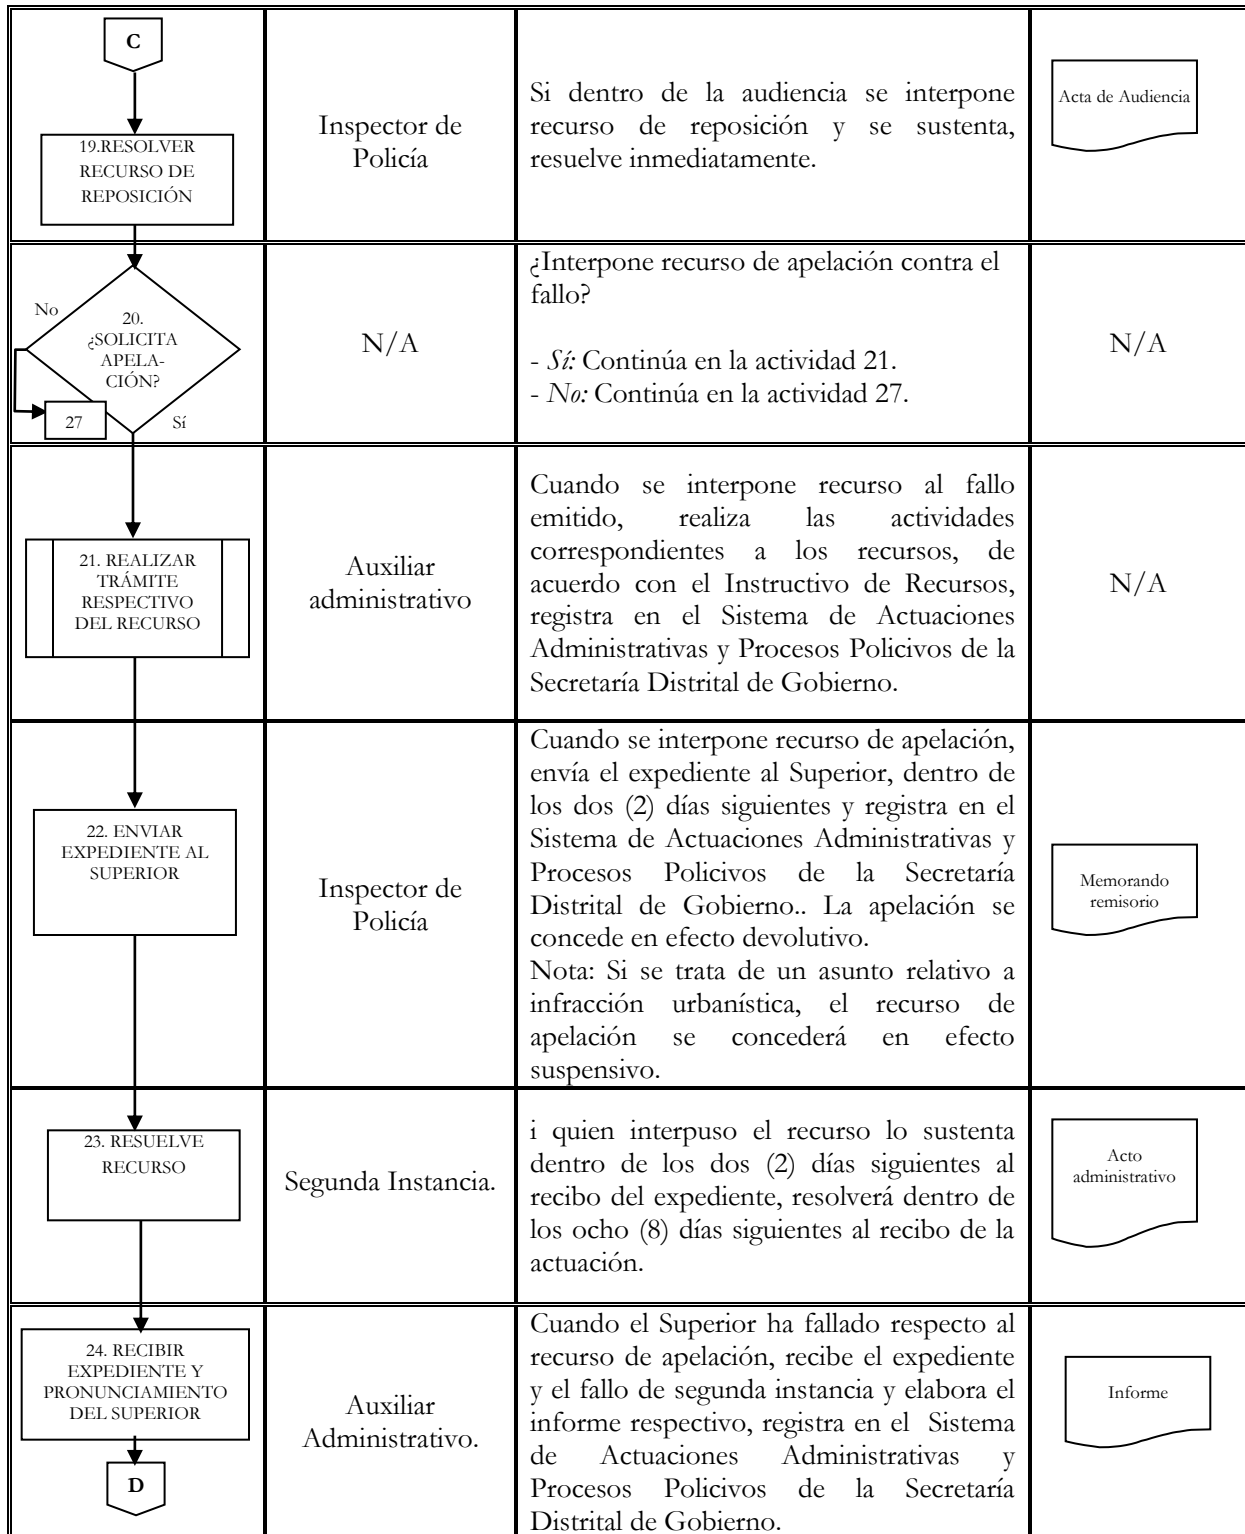 C
19.RESOLVER
RECURSO DE
REPOSICIÓN
Inspector de
Policía
Si dentro de la audiencia se interpone
recurso de reposición y se sustenta,
resuelve inmediatamente.
Acta de Audiencia
No
20.
¿SOLICITA
APELA-
CIÓN?
27
Sí
N/A
¿Interpone recurso de apelación contra el
fallo?
- Sí: Continúa en la actividad 21.
- No: Continúa en la actividad 27.
N/A
21. REALIZAR
TRÁMITE
RESPECTIVO
DEL RECURSO
Auxiliar
administrativo
Cuando se interpone recurso al fallo
emitido, realiza las actividades
correspondientes a los recursos, de
acuerdo con el Instructivo de Recursos,
registra en el Sistema de Actuaciones
Administrativas y Procesos Policivos de la
Secretaría Distrital de Gobierno.
N/A
22. ENVIAR
EXPEDIENTE AL
SUPERIOR
Inspector de
Policía
Cuando se interpone recurso de apelación,
envía el expediente al Superior, dentro de
los dos (2) días siguientes y registra en el
Sistema de Actuaciones Administrativas y
Procesos Policivos de la Secretaría
Distrital de Gobierno.. La apelación se
concede en efecto devolutivo.
Nota: Si se trata de un asunto relativo a
infracción urbanística, el recurso de
apelación se concederá en efecto
suspensivo.
Memorando
remisorio
23. RESUELVE
RECURSO
Segunda Instancia.
i quien interpuso el recurso lo sustenta
dentro de los dos (2) días siguientes al
recibo del expediente, resolverá dentro de
los ocho (8) días siguientes al recibo de la
actuación.
Acto
administrativo
24. RECIBIR
EXPEDIENTE Y
PRONUNCIAMIENTO
DEL SUPERIOR
D
Auxiliar
Administrativo.
Cuando el Superior ha fallado respecto al
recurso de apelación, recibe el expediente
y el fallo de segunda instancia y elabora el
informe respectivo, registra en el Sistema
de Actuaciones Administrativas y
Procesos Policivos de la Secretaría
Distrital de Gobierno.
Informe